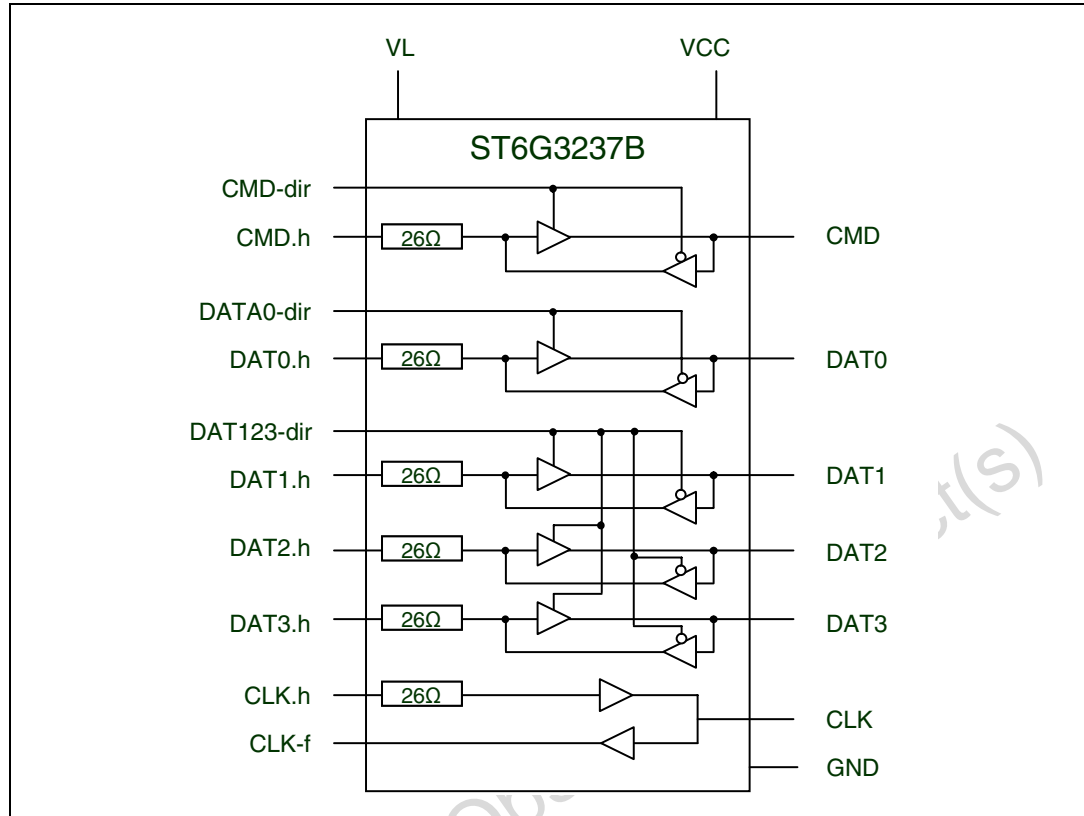 VL VCC
ST6G3237B
CMD-dir
CMD.h 26Ω CMD
DATA0-dir
DAT0.h 26Ω DAT0
DAT123-dir
DAT1.h 26Ω DAT1
DAT2.h 26Ω DAT2
DAT3.h 26Ω DAT3
CLK.h 26Ω
CLK
CLK-f
GND